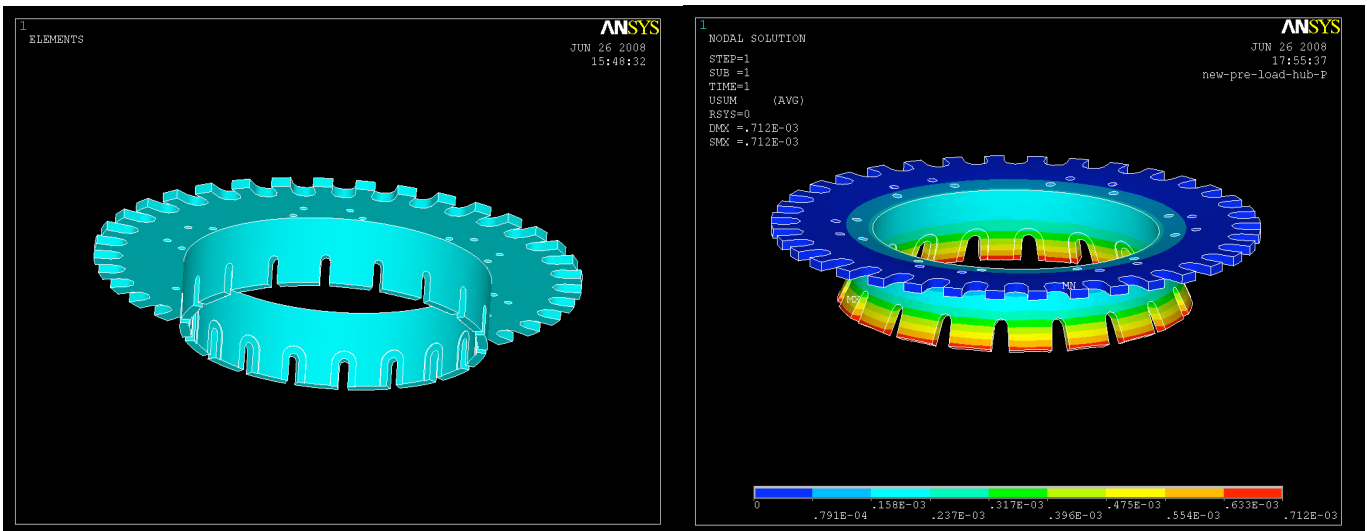 1
ANSYS
ELEMENTS
JUN 26 2008
15:48:32
1
ANSYS
NODAL SOLUTION
JUN 26 2008
STEP=1
17:55:37
SUB =1
new-pre-load-hub-P
TIME=1
USUM (AVG)
RSYS=0
DMX =.712E-03
SMX =.712E-03
MN
MX
0 .158E-03 .317E-03 .475E-03 .633E-03
.791E-04 .237E-03 .396E-03 .554E-03 .712E-03